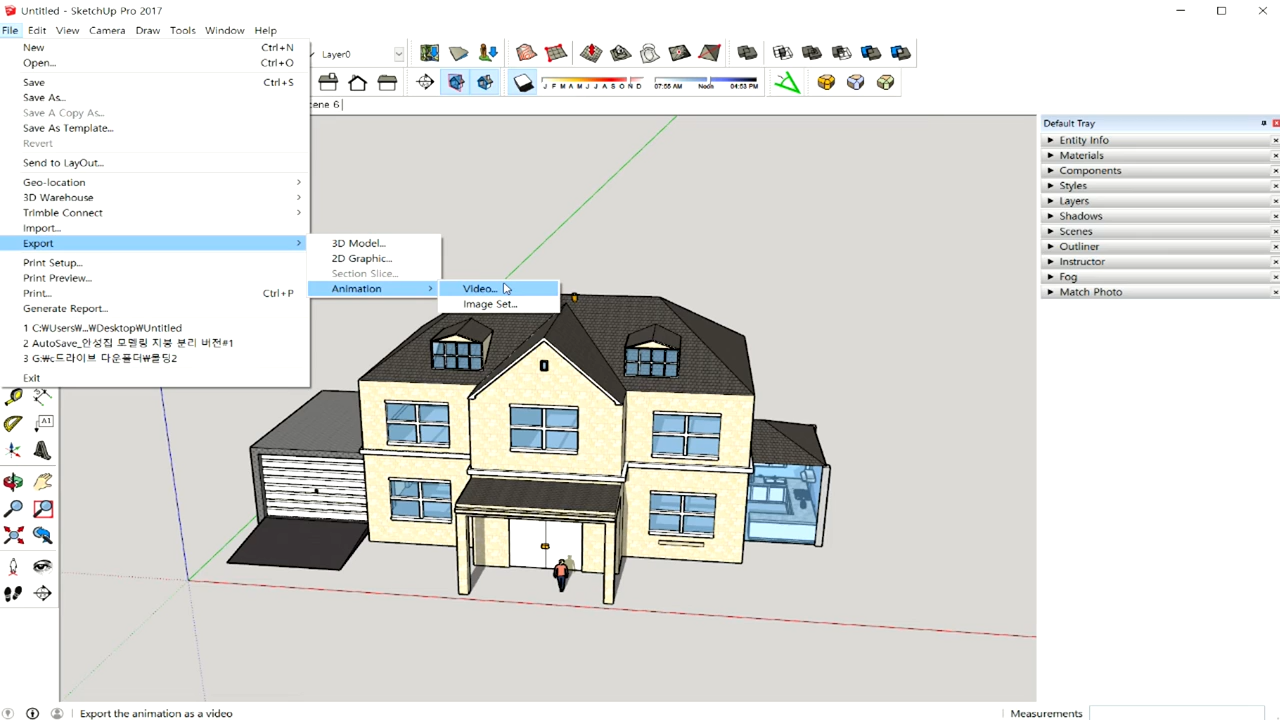 Untitled - SketchUp Pro 2017
File Edit View Camera Draw Tools Window Help
New Ctrl+N
Open... Ctrl+O
Save Ctrl+S
Save As...
Save A Copy As...
Save As Template...
Revert
Send to LayOut...
Geo-location
3D Warehouse
Trimble Connect
Import...
Export
Print Setup...
Print Preview...
Print... Ctrl+P
Generate Report...
1 C:₩Users₩...₩Desktop₩Untitled
2 AutoSave_안성집 모델링 지붕 분리 버전#1
3 G:₩c드라이브 다운폴더₩롤딩2
Exit
3D Model...
2D Graphic...
Section Slice...
Animation
Video...
Image Set...
Layer0
J F M A M J J A S O N D
07:55 AM Noon 04:53 PM
ene 6
A1
Default Tray
Entity Info
Materials
Components
Styles
Layers
Shadows
Scenes
Outliner
Instructor
Fog
Match Photo
Export the animation as a video
Measurements